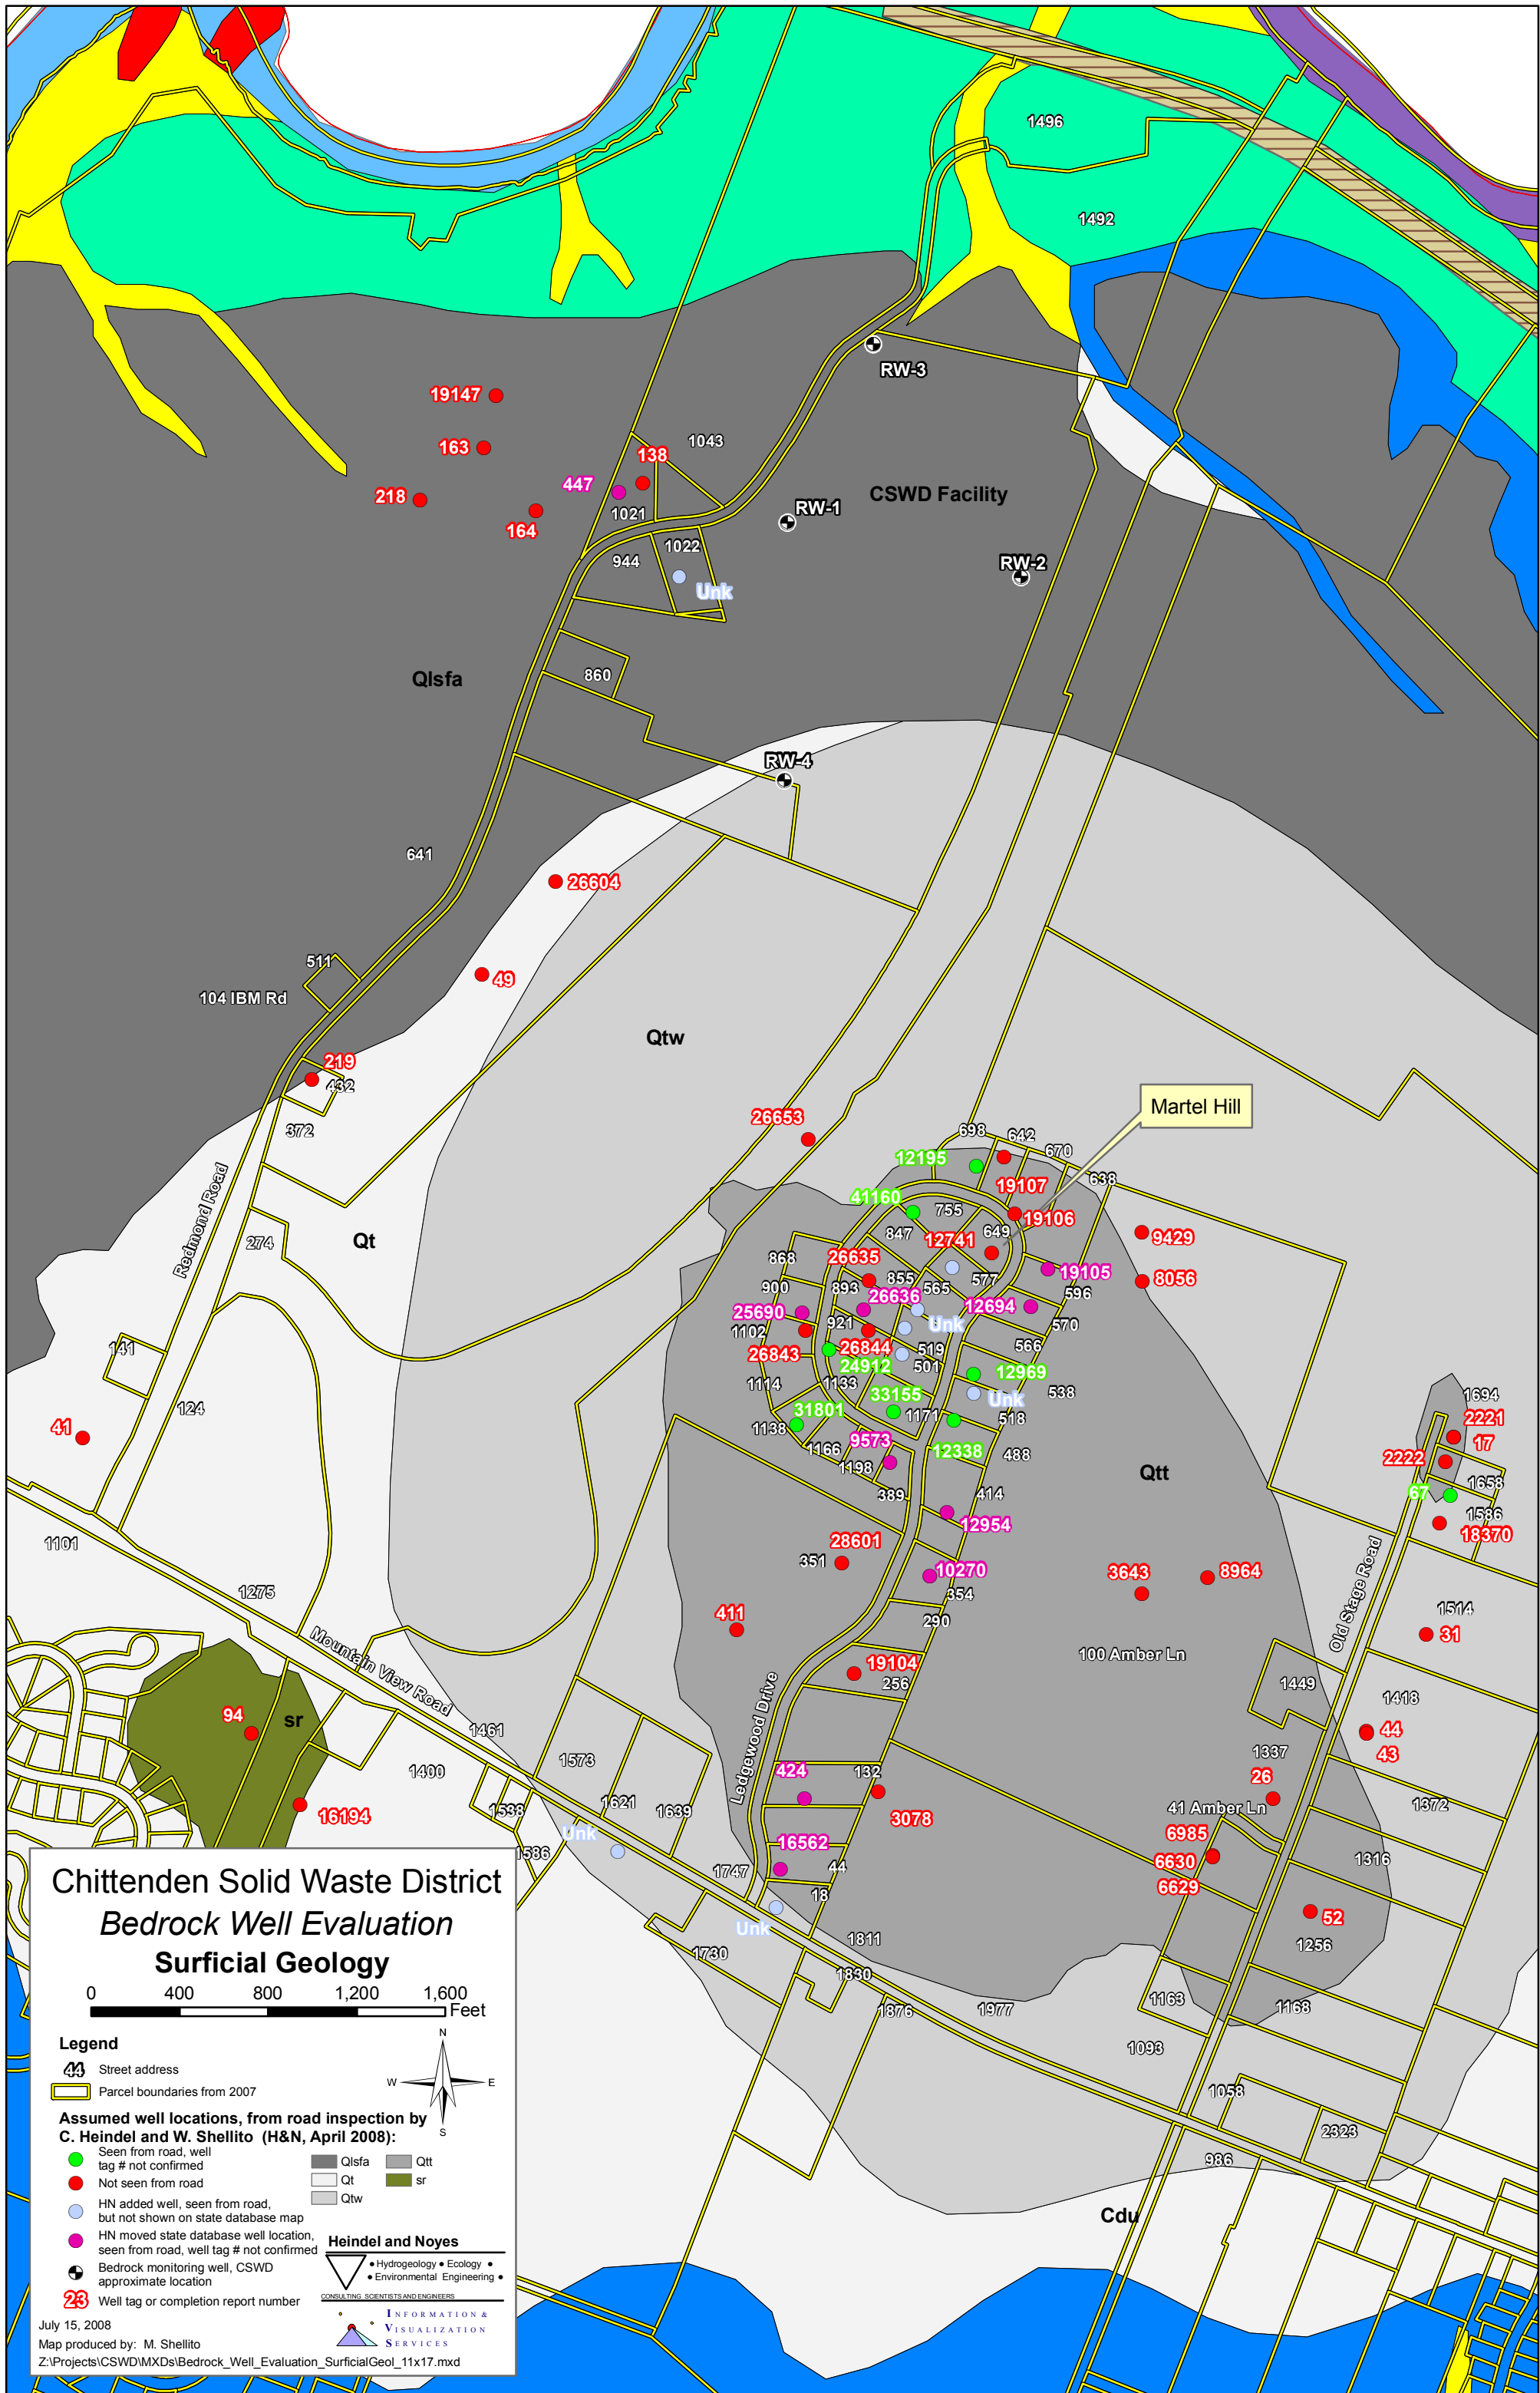 1496
1492
RW-3
19147
1043
163
138
447
CSWD Facility
218
1021
RW-1
164
1022
944
RW-2
Unk
Qlsfa
860
RW-4
641
26604
511
49
104 IBM Rd
Qtw
219
432
Martel Hill
26653
372
698
642
670
12195
638
19107
41160
Redmond Road
755
19106
847
649
9429
274
Qt
12741
868
26635
19105
855
577
8056
900
893
565
596
26636
12694
25690
570
921
Unk
1102
566
141
26843
26844
519
24912
501
12969
1114
1133
538
1694
33155
Unk
124
31801
1171
518
2221
41
1138
17
9573
12338
1166
488
2222
1198
Qtt
1658
67
389
414
1586
12954
18370
1101
28601
351
10270
3643
8964
1275
354
Old Stage Road
1514
411
290
31
Mountain View Road
100 Amber Ln
19104
256
1449
94
sr
1418
1461
44
Ledgewood Drive
1337
43
1573
1400
424
132
26
1621
1639
1372
1538
41 Amber Ln
16194
3078
Unk
6985
16562
1586
6630
1316
1747
44
6629
18
52
Unk
1811
1256
1730
1830
1876
1977
1163
1168
1093
1058
2323
986
Cdu
Chittenden Solid Waste District
Bedrock Well Evaluation
Surficial Geology
0 400 800 1,200 1,600
Feet
Legend
44 Street address
Parcel boundaries from 2007
N
W E
S
Assumed well locations, from road inspection by
C. Heindel and W. Shellito (H&N, April 2008):
Seen from road, well
tag # not confirmed
Not seen from road
HN added well, seen from road,
but not shown on state database map
HN moved state database well location,
seen from road, well tag # not confirmed
Bedrock monitoring well, CSWD
approximate location
23 Well tag or completion report number
Qlsfa
Qtt
Qt
sr
Qtw
Heindel and Noyes
• Hydrogeology • Ecology •
• Environmental Engineering •
CONSULTING SCIENTISTS AND ENGINEERS
INFORMATION &
VISUALIZATION
SERVICES
July 15, 2008
Map produced by: M. Shellito
Z:\Projects\CSWD\MXDs\Bedrock_Well_Evaluation_SurficialGeol_11x17.mxd